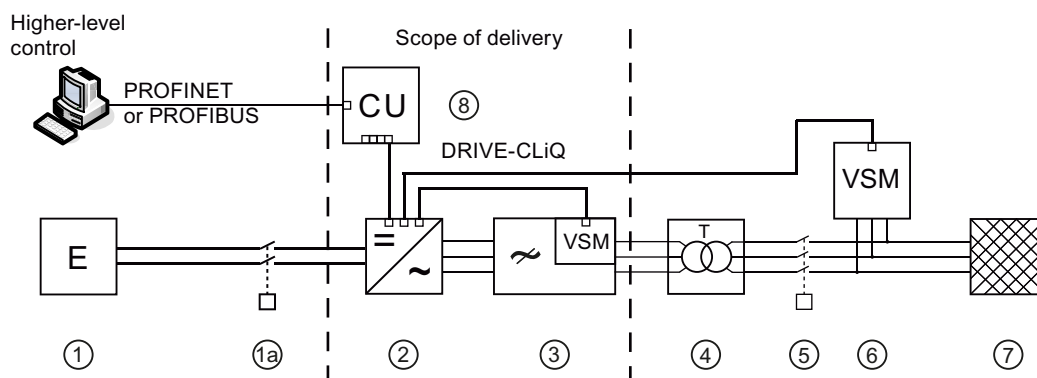 Higher-level
control
Scope of delivery
PROFINET
or PROFIBUS
CU
8
DRIVE-CLiQ
VSM
E
=
~
VSM
T
1
1a
2
3
4
5
6
7